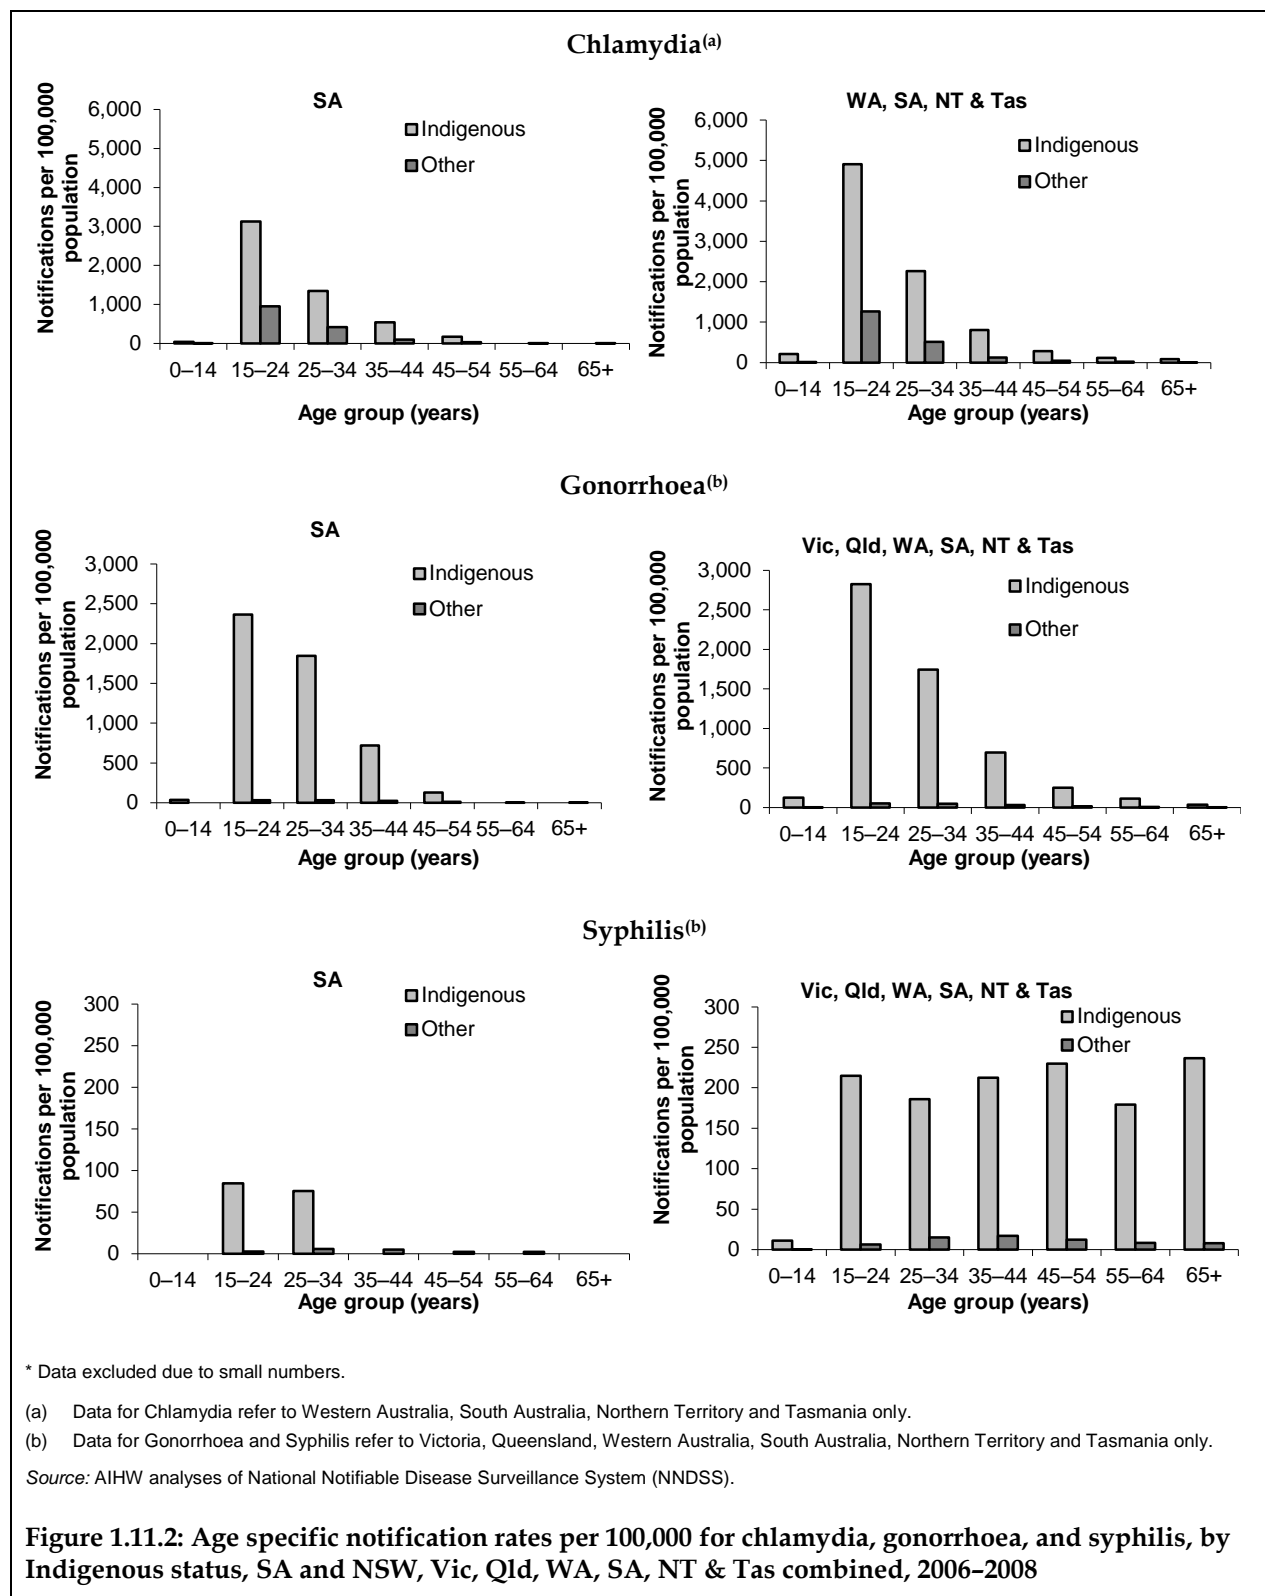 Chlamydia(a)
SA
Notifications per 100,000
population
6,000
5,000
4,000
3,000
2,000
1,000
0
Indigenous
Other
0–14 15–24 25–34 35–44 45–54 55–64 65+
Age group (years)
WA, SA, NT & Tas
Notifications per 100,000
population
6,000
5,000
4,000
3,000
2,000
1,000
0
Indigenous
Other
0–14 15–24 25–34 35–44 45–54 55–64 65+
Age group (years)
Gonorrhoea(b)
SA
Notifications per 100,000
population
3,000
2,500
2,000
1,500
1,000
500
0
Indigenous
Other
0–14 15–24 25–34 35–44 45–54 55–64 65+
Age group (years)
Vic, Qld, WA, SA, NT & Tas
Notifications per 100,000
population
3,000
2,500
2,000
1,500
1,000
500
0
Indigenous
Other
0–14 15–24 25–34 35–44 45–54 55–64 65+
Age group (years)
Syphilis(b)
SA
Notifications per 100,000
population
300
250
200
150
100
50
0
Indigenous
Other
0–14 15–24 25–34 35–44 45–54 55–64 65+
Age group (years)
Vic, Qld, WA, SA, NT & Tas
Notifications per 100,000
population
300
250
200
150
100
50
0
Indigenous
Other
0–14 15–24 25–34 35–44 45–54 55–64 65+
Age group (years)
* Data excluded due to small numbers.
(a) Data for Chlamydia refer to Western Australia, South Australia, Northern Territory and Tasmania only.
(b) Data for Gonorrhoea and Syphilis refer to Victoria, Queensland, Western Australia, South Australia, Northern Territory and Tasmania only.
Source: AIHW analyses of National Notifiable Disease Surveillance System (NNDSS).
Figure 1.11.2: Age specific notification rates per 100,000 for chlamydia, gonorrhoea, and syphilis, by
Indigenous status, SA and NSW, Vic, Qld, WA, SA, NT & Tas combined, 2006–2008